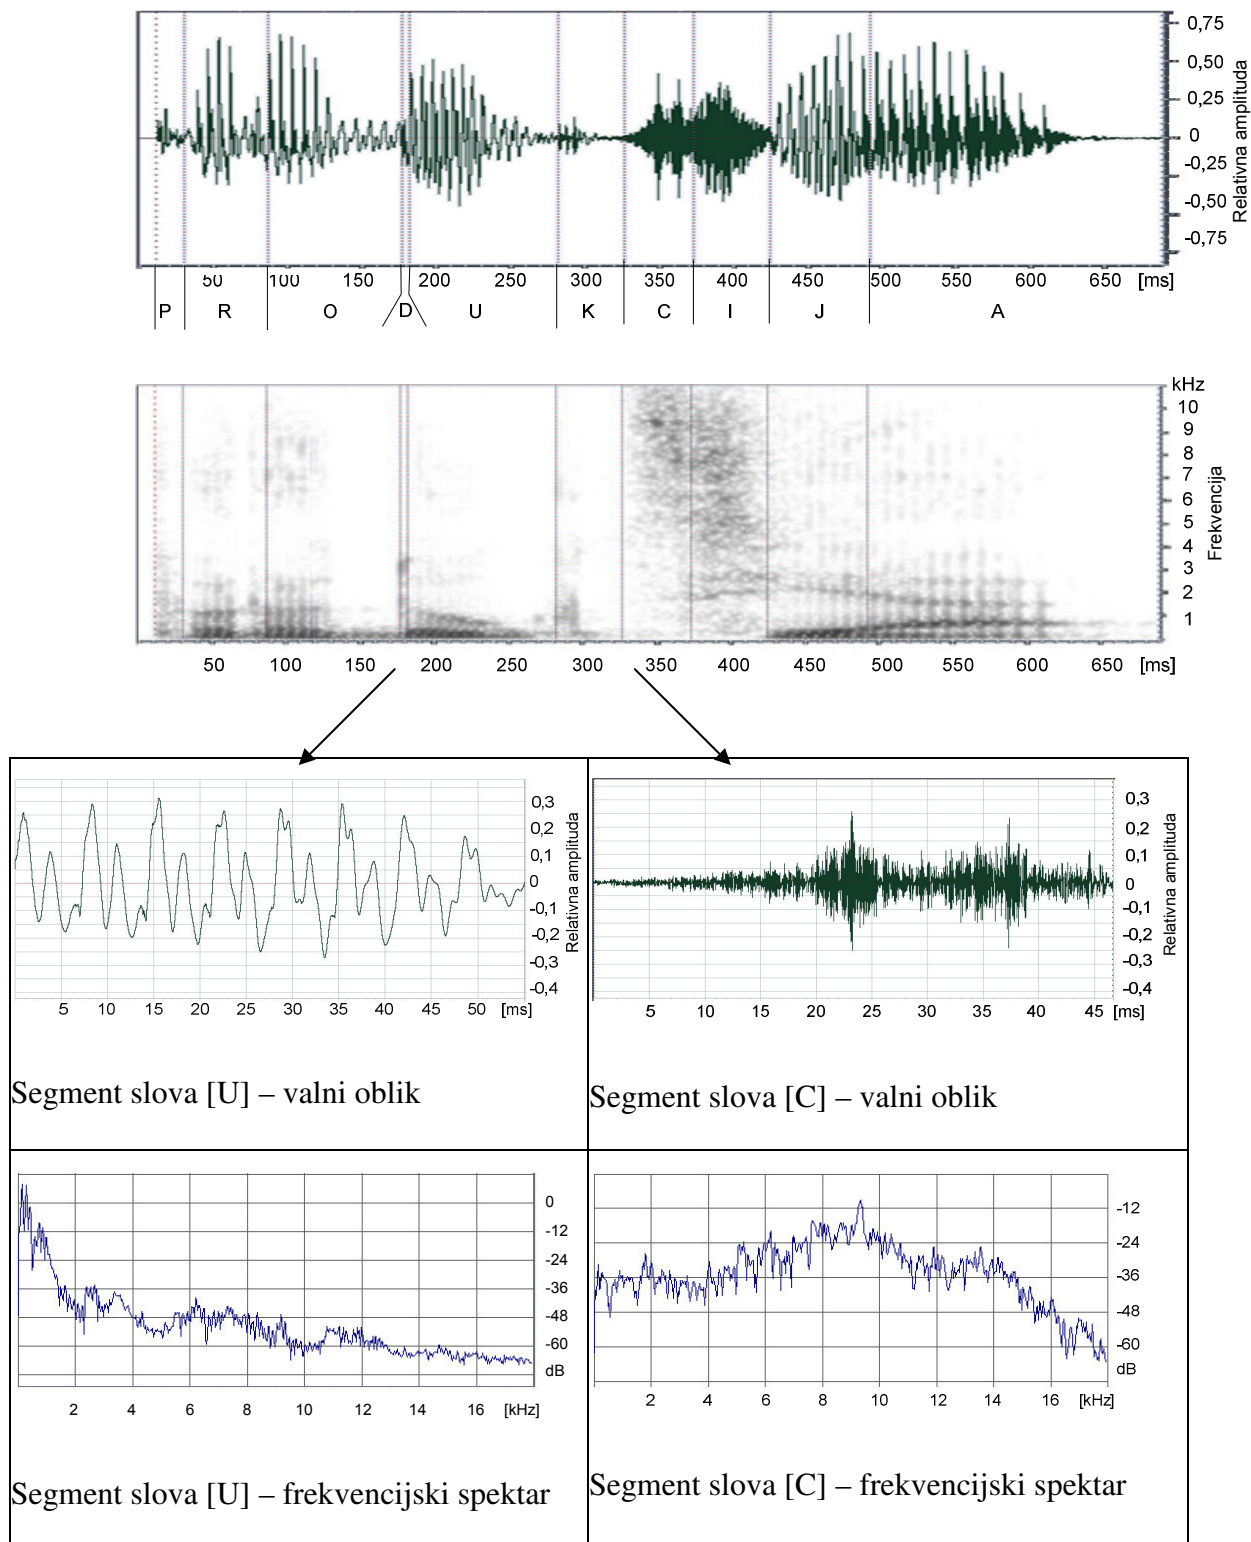 0,75
0,50
0,25
0
-0,25
-0,50
-0,75
Relativna amplituda
50 100 150 200 250 300 350 400 450 500 550 600 650 [ms]
P R O D U K C I J A
kHz
10
9
8
7
6
5
4
3
2
1
Frekvencija
50 100 150 200 250 300 350 400 450 500 550 600 650 [ms]
0,3
0,2
0,1
0
-0,1
-0,2
-0,3
-0,4
Relativna amplituda
5 10 15 20 25 30 35 40 45 50 [ms]
Segment slova [U] – valni oblik
0,3
0,2
0,1
0
-0,1
-0,2
-0,3
-0,4
Relativna amplituda
5 10 15 20 25 30 35 40 45 [ms]
Segment slova [C] – valni oblik
0
-12
-24
-36
-48
-60
dB
2 4 6 8 10 12 14 16 [kHz]
Segment slova [U] – frekvencijski spektar
-12
-24
-36
-48
-60
dB
2 4 6 8 10 12 14 16 [kHz]
Segment slova [C] – frekvencijski spektar